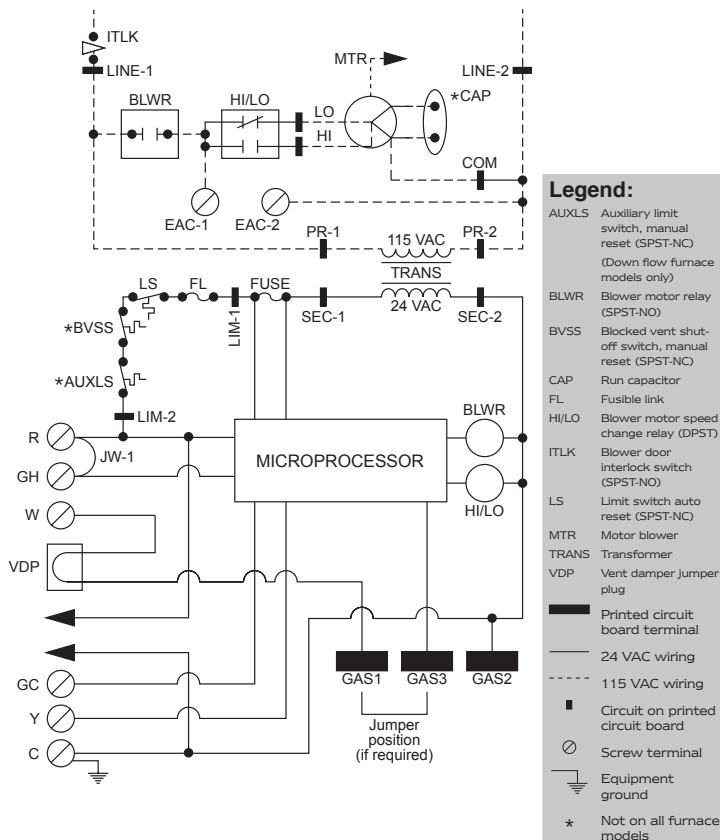 ITLK
LINE-1
MTR
LINE-2
BLWR
HI/LO
LO
HI
*CAP
COM
EAC-1
EAC-2
PR-1
115 VAC
PR-2
TRANS
24 VAC
SEC-1
SEC-2
LS
FL
LIM-1
FUSE
*BVSS
*AUXLS
LIM-2
R
JW-1
GH
W
VDP
MICROPROCESSOR
BLWR
HI/LO
GAS1
GAS3
GAS2
GC
Y
C
Jumper
position
(if required)
Legend:
AUXLS Auxiliary limit
switch, manual
reset (SPST-NC)
(Down flow furnace
models only)
BLWR Blower motor relay
(SPST-NO)
BVSS Blocked vent shut-
off switch, manual
reset (SPST-NC)
CAP Run capacitor
FL Fusible link
HI/LO Blower motor speed
change relay (DPST)
ITLK Blower door
interlock switch
(SPST-NO)
LS Limit switch auto
reset (SPST-NC)
MTR Motor blower
TRANS Transformer
VDP Vent damper jumper
plug
Printed circuit
board terminal
24 VAC wiring
115 VAC wiring
Circuit on printed
circuit board
Screw terminal
Equipment
ground
* Not on all furnace
models